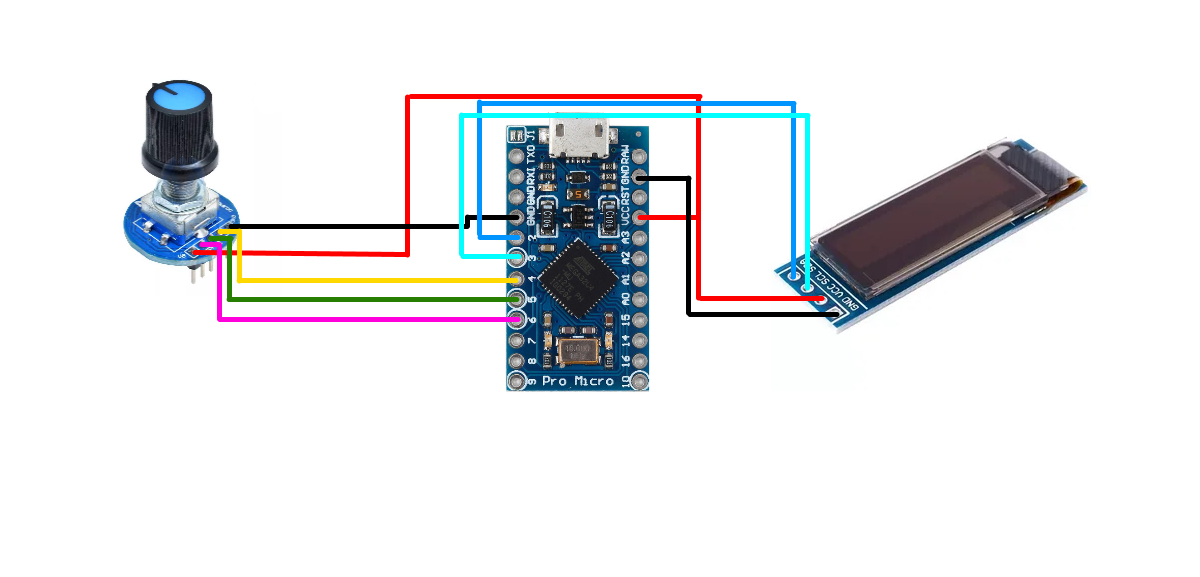 J1
TXO
RXI
GND
GND
2
3
4
5
6
7
8
9
RAW
GND
RST
VCC
A3
A2
A1
A0
15
14
16
10
Pro Micro
GND VCC SCL